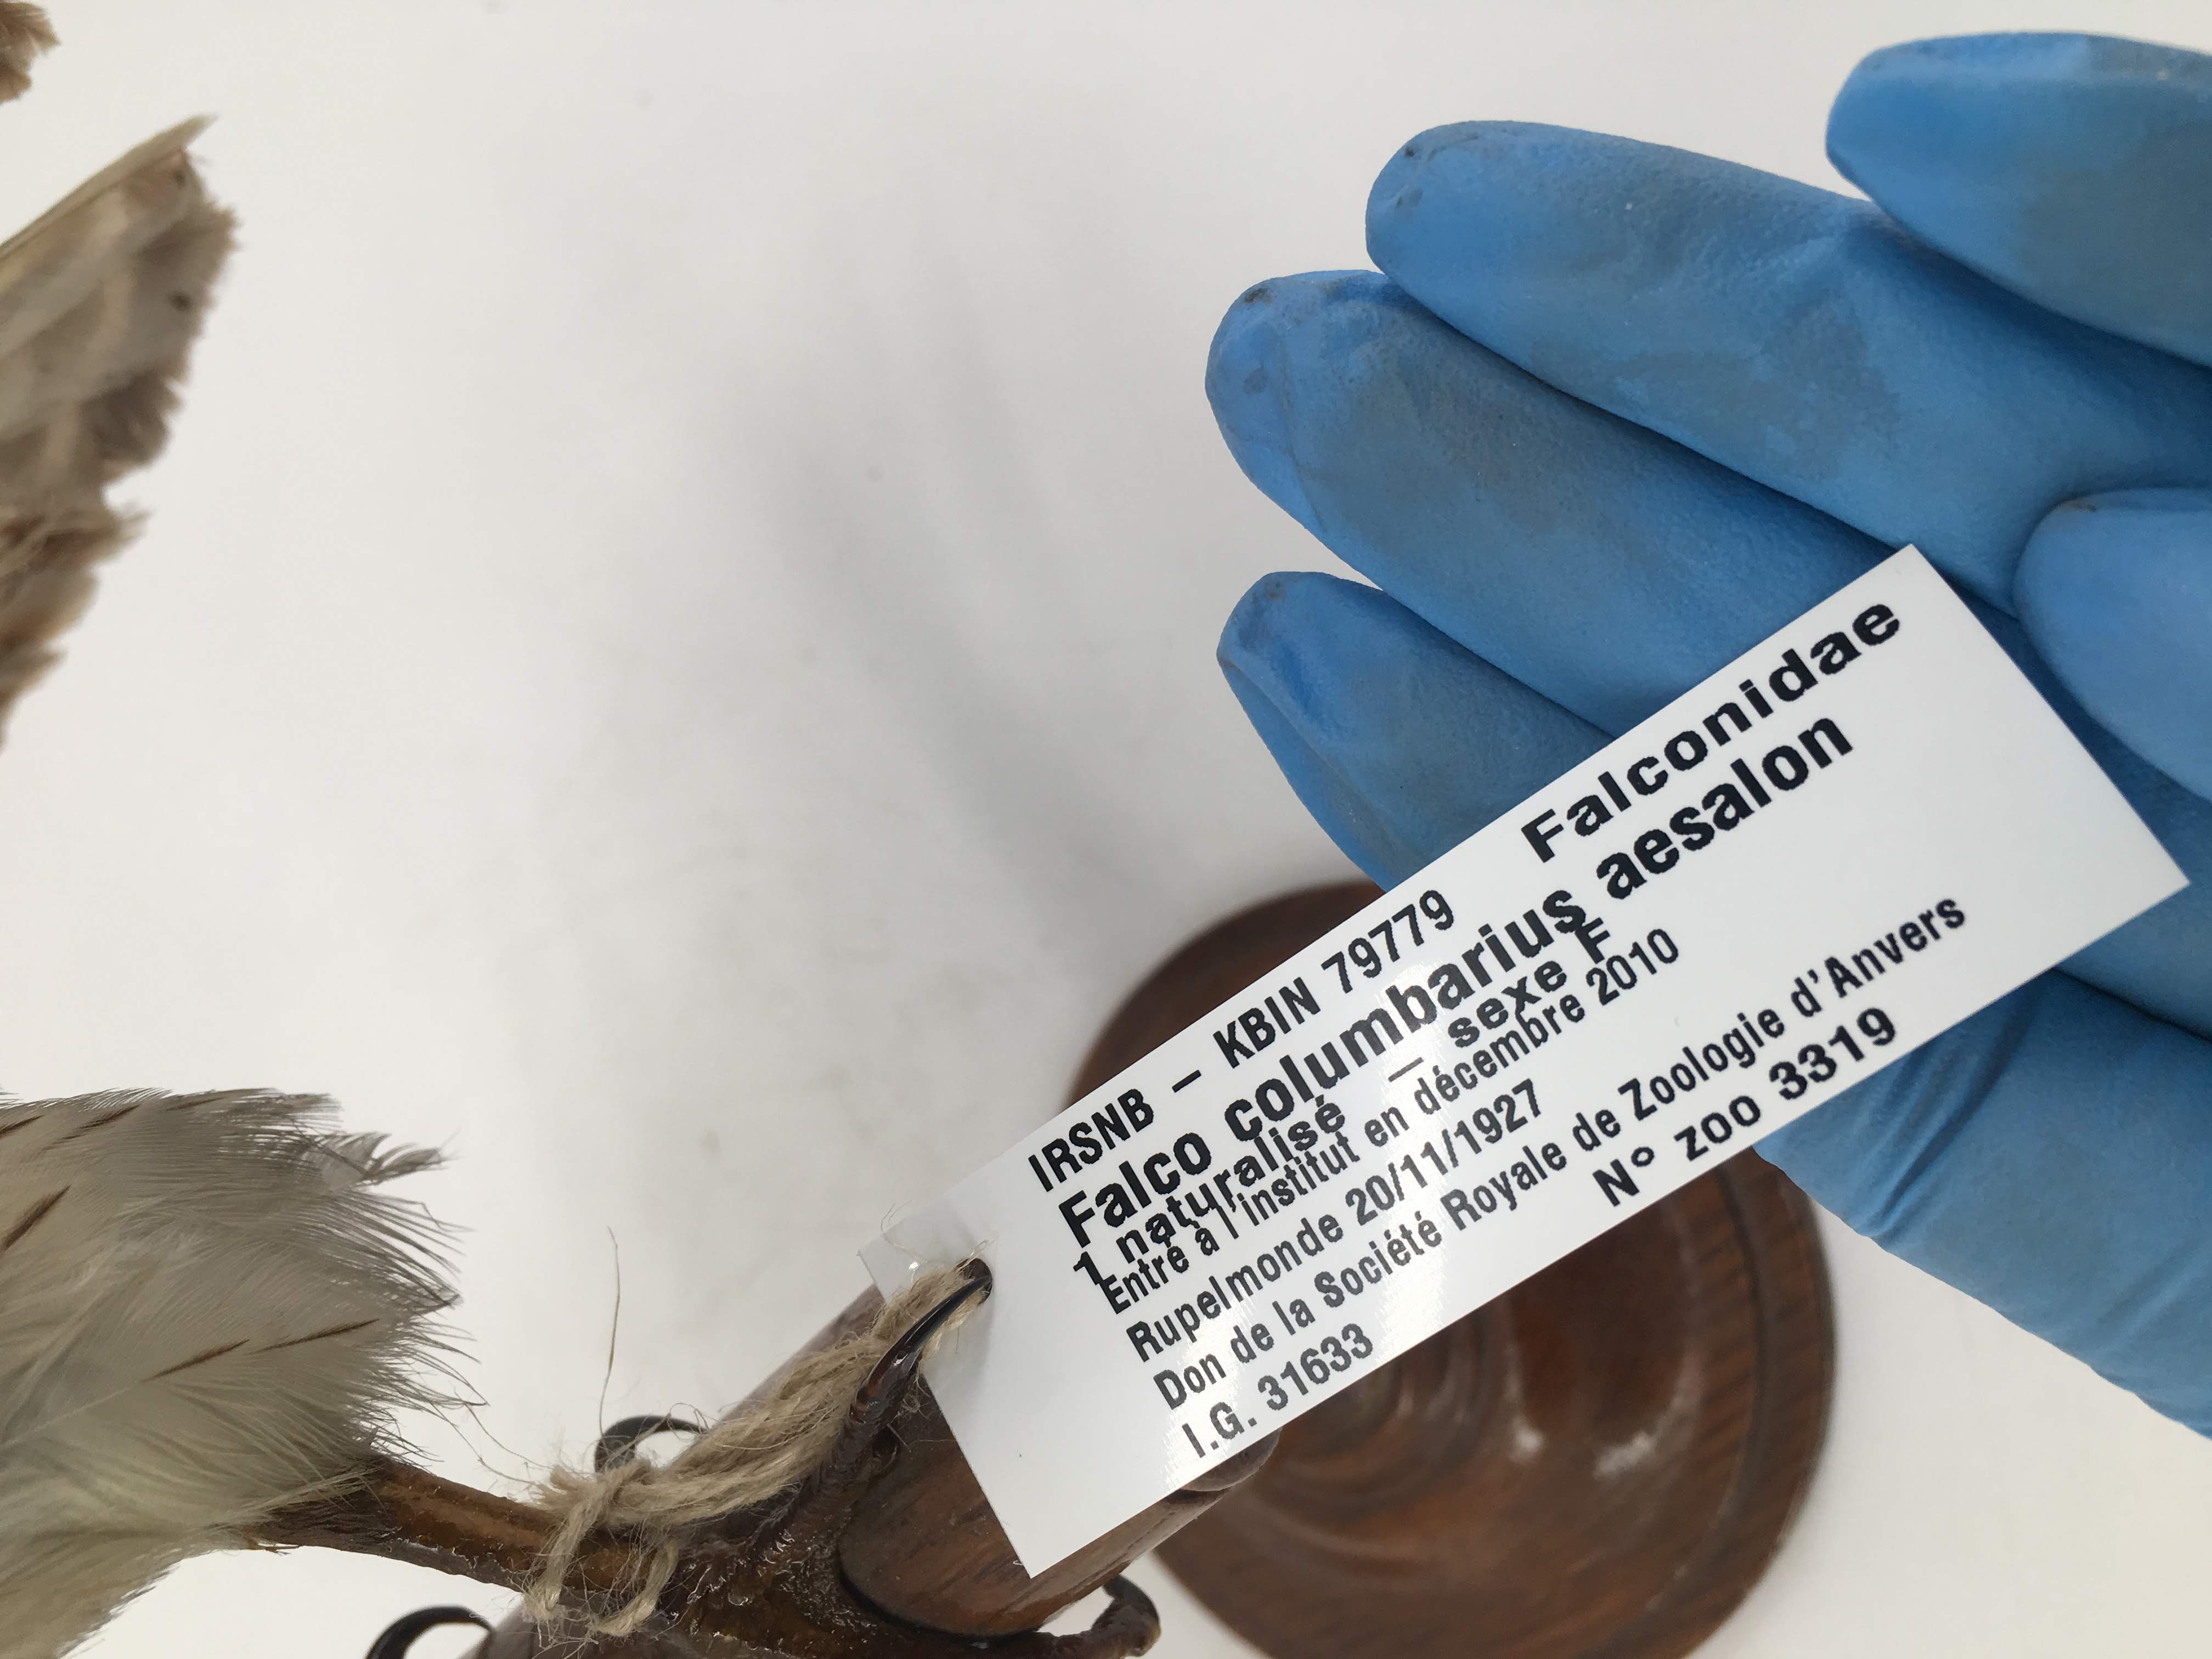 IRSNB – KBIN 79779 Falconidae
Falco columbarius aesalon
1 naturalisé — sexe F
Entré à l'institut en décembre 2010
Rupelmonde 20/11/1927
Don de la Société Royale de Zoologie d'Anvers
I.G. 31633 N° zoo 3319